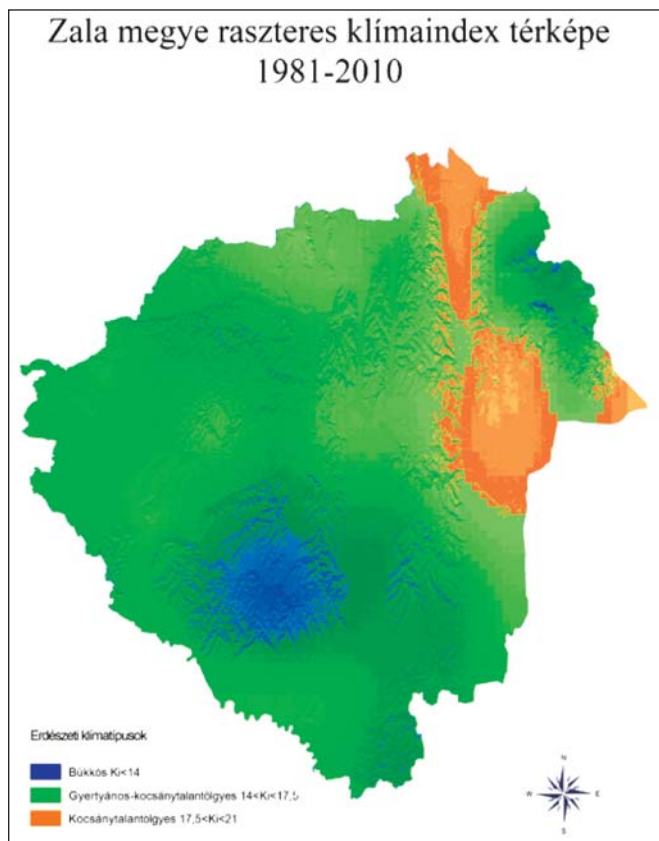 Zala megye raszteres klímaindex térképe
1981-2010
Erdészeti klímatípusok
Bükkös Ki<14
Gyertyános-kocsánytalantölgyes 14<Ki<17,5
Kocsánytalantölgyes 17,5<Ki<21
N
W E
S